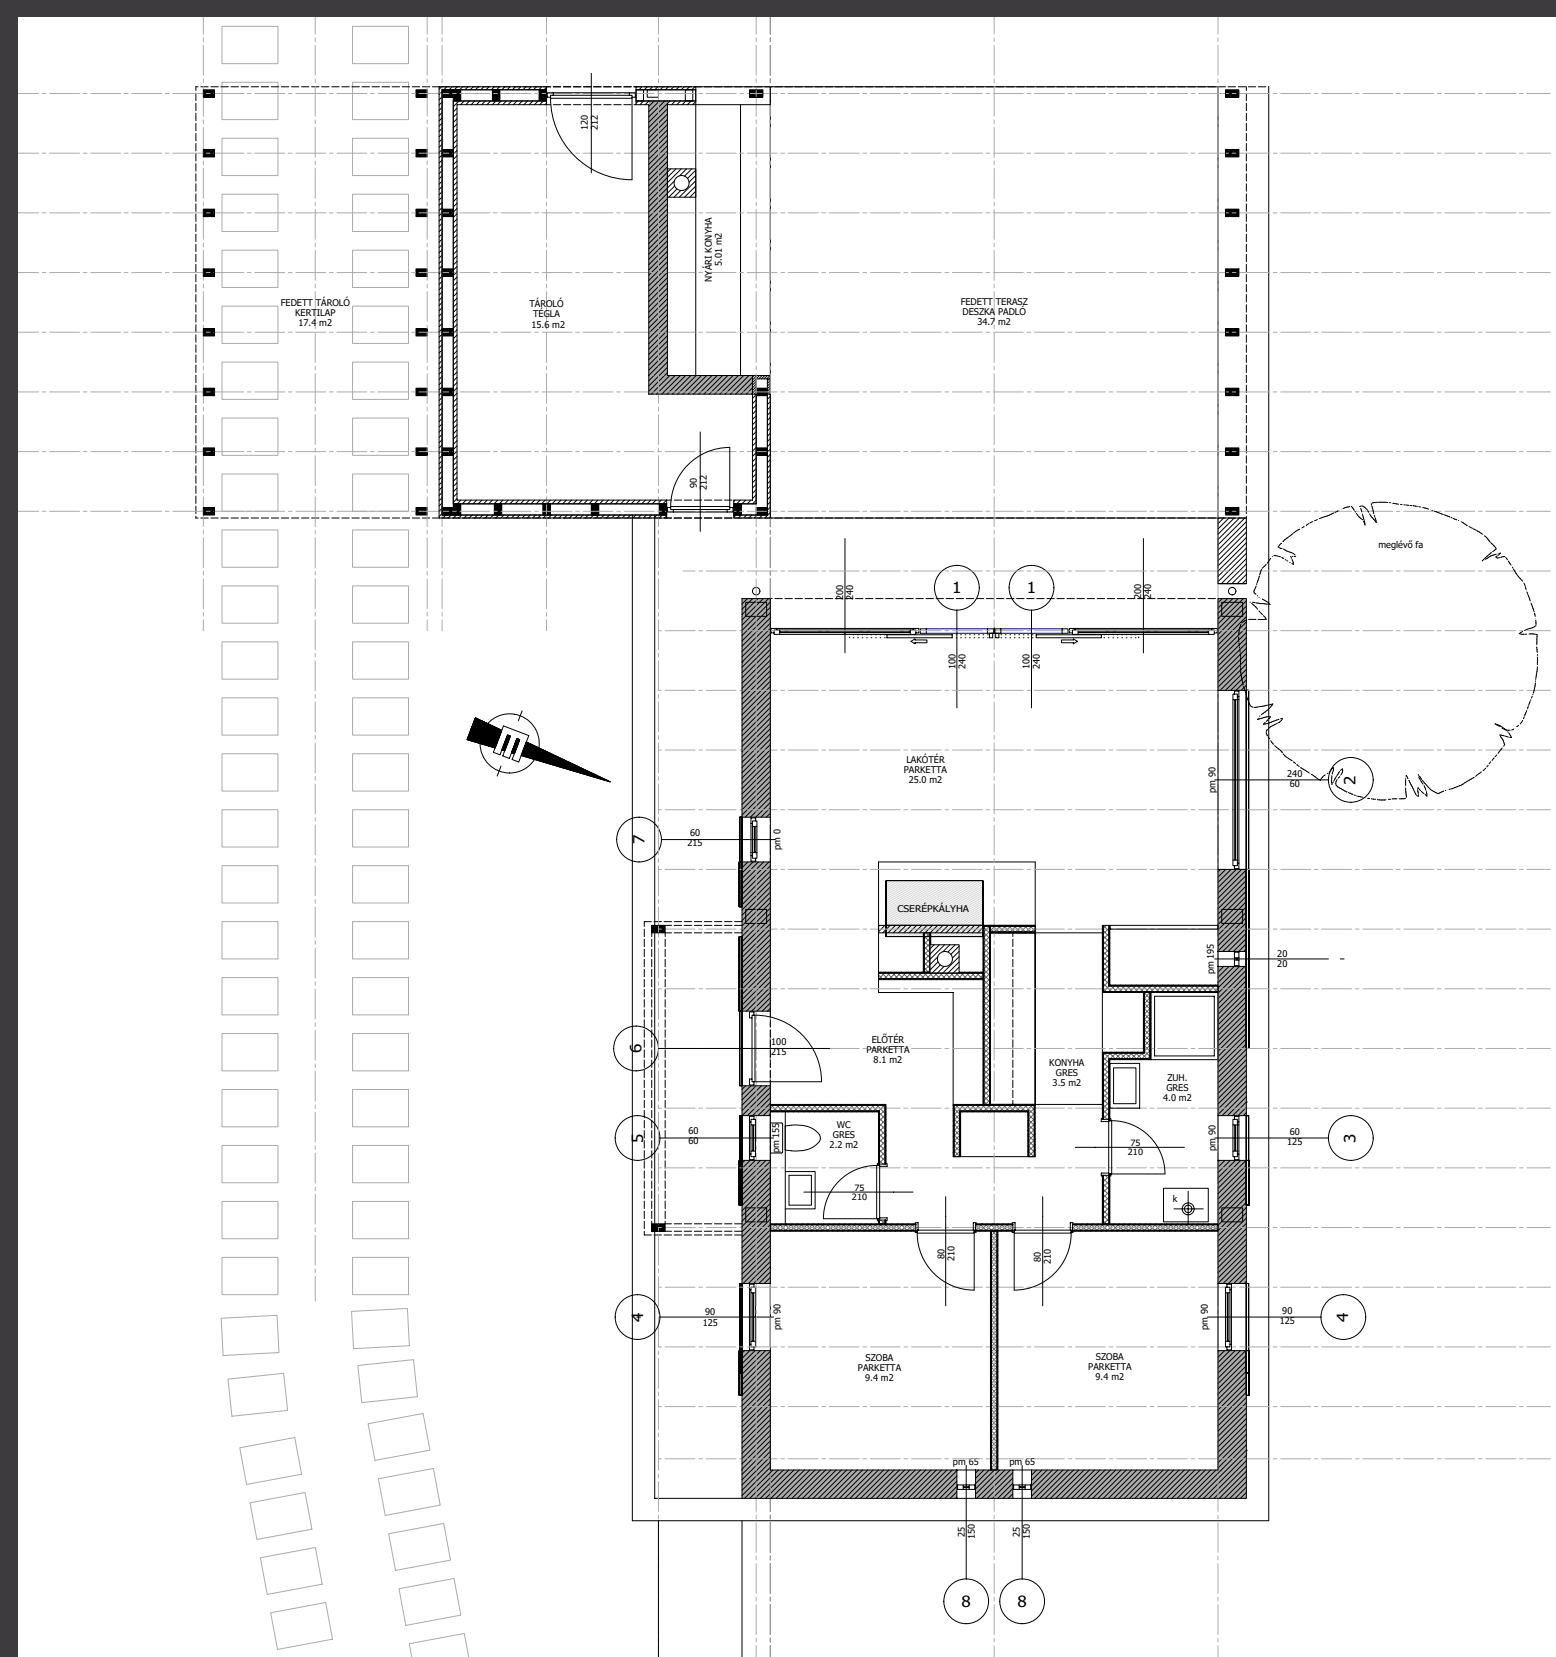 120
212
NYÁRI KONYHA
5.01 m2
FEDETT TÁROLÓ
KERTILAP
17.4 m2
TÁROLÓ
TÉGLA
15.6 m2
FEDETT TERASZ
DESZKA PADLÓ
34.7 m2
90
212
meglévő fa
200
240
1
1
200
240
100
240
100
240
LAKÓTÉR
PARKETTA
25.0 m2
pm 90
240
60
2
7
60
215
pm 0
CSERÉPKÁLYHA
pm 195
20
20
6
100
215
ELŐTÉR
PARKETTA
8.1 m2
KONYHA
GRES
3.5 m2
ZUH.
GRES
4.0 m2
5
60
60
pm 155
WC
GRES
2.2 m2
75
210
pm 90
60
125
3
75
210
k
80
210
80
210
4
90
125
pm 90
pm 90
90
125
4
SZOBA
PARKETTA
9.4 m2
SZOBA
PARKETTA
9.4 m2
pm 65
pm 65
25
150
25
150
8
8